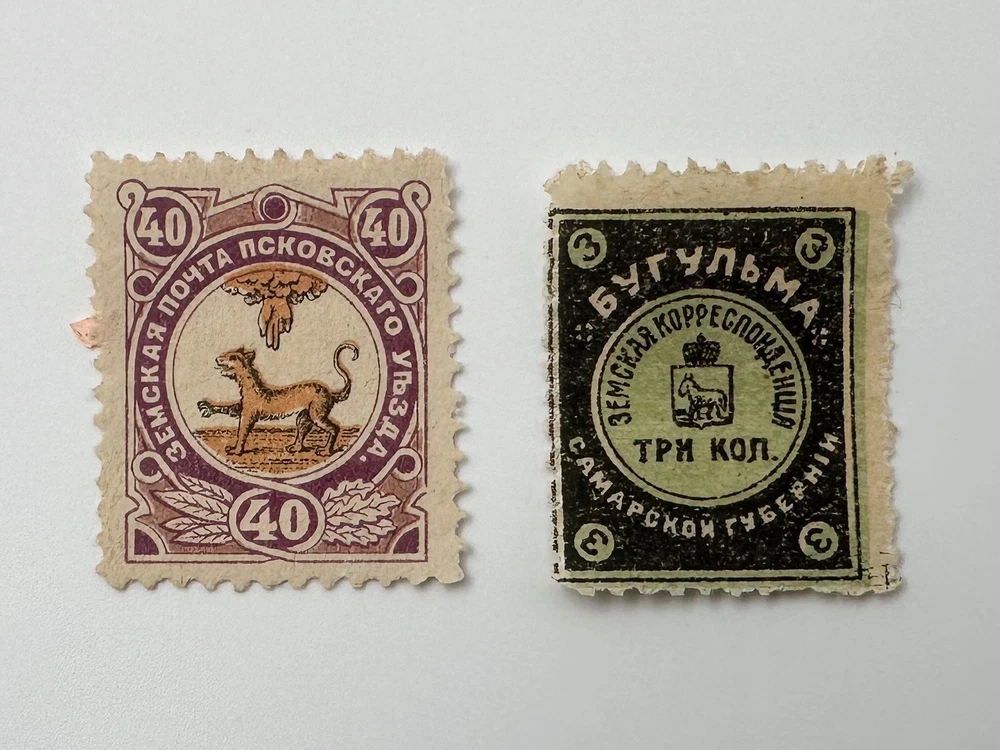 40 40
ЗЕМСКАЯ ПОЧТА ПСКОВСКАГО УѢЗДА.
40
3 3
БУГУЛЬМА
ЗЕМСКАЯ КОРРЕСПОНДЕНЦІЯ
ТРИ КОП.
САМАРСКОЙ ГУБЕРНІИ
3 3